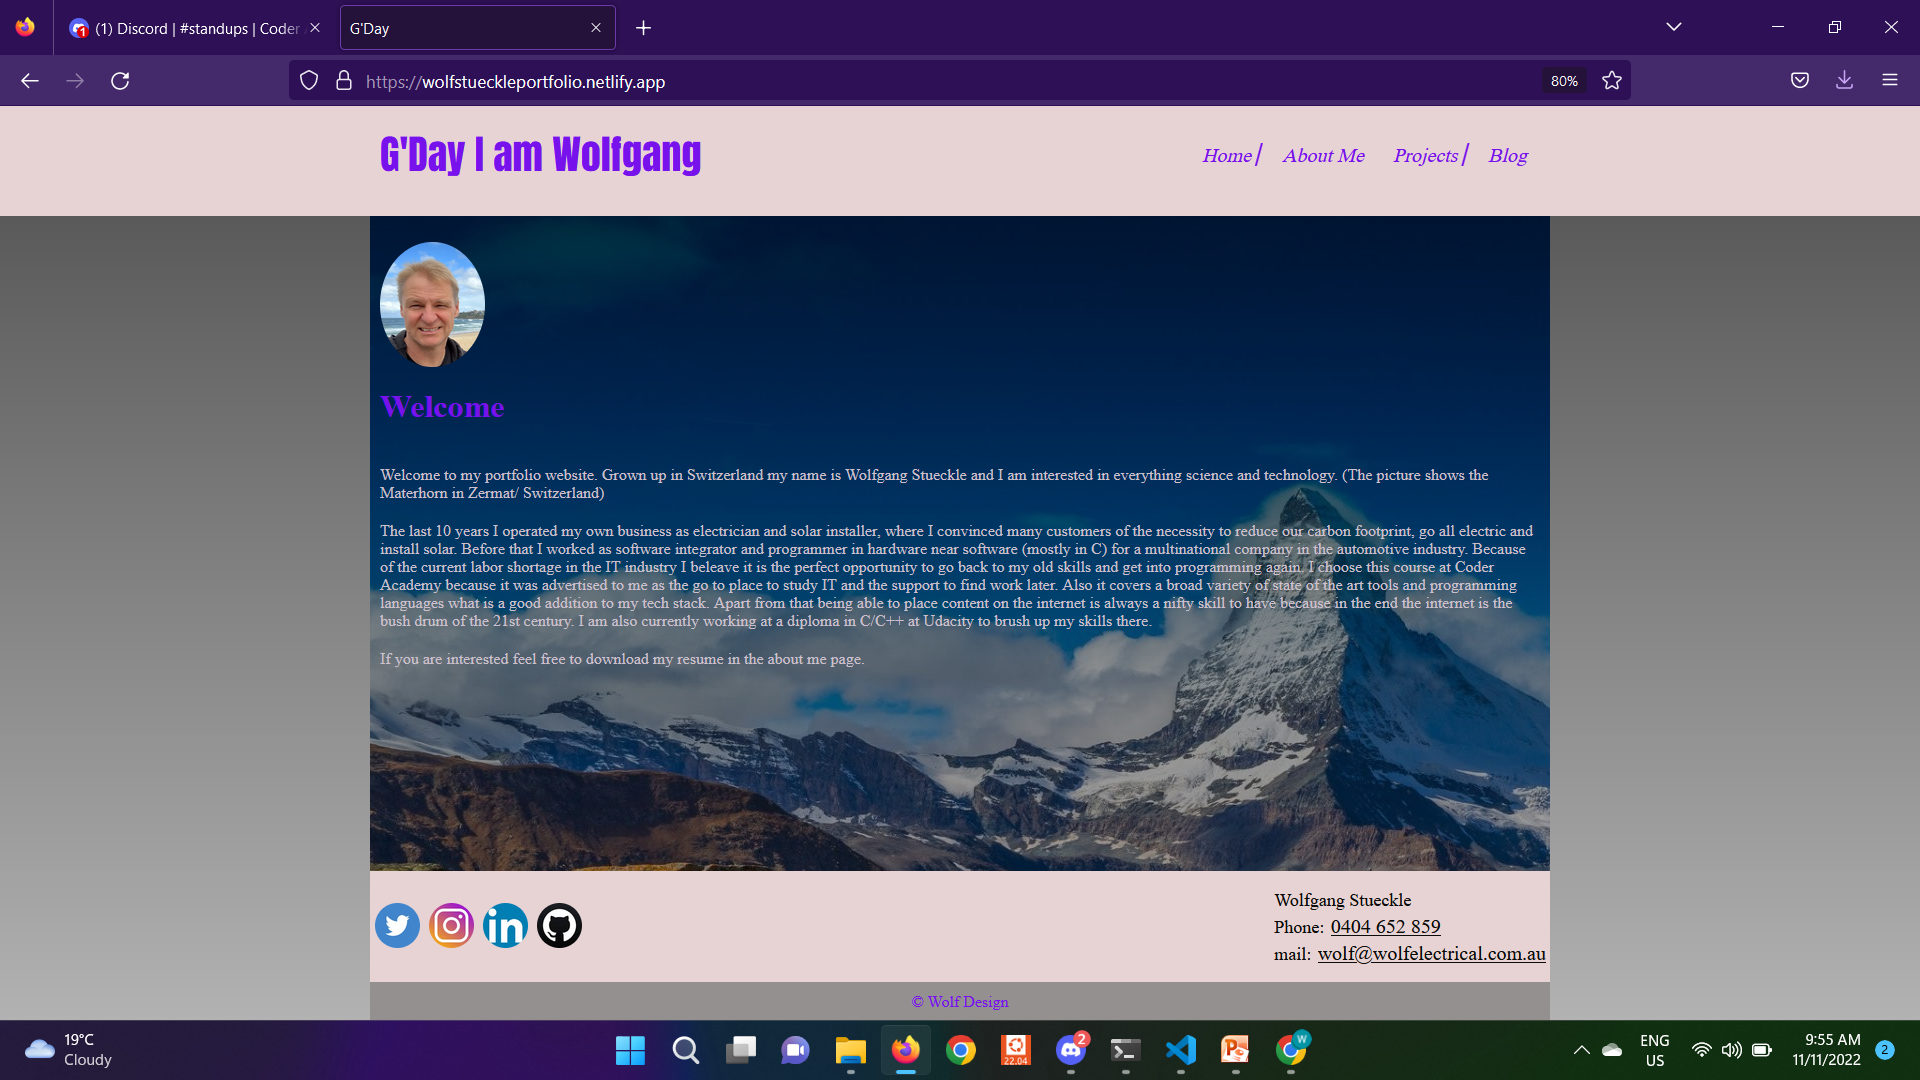 (1) Discord | #standups | Coder
G'Day
https://wolfstueckleportfolio.netlify.app
80%
G'Day I am Wolfgang
Home
About Me
Projects
Blog
Welcome
Welcome to my portfolio website. Grown up in Switzerland my name is Wolfgang Stueckle and I am interested in everything science and technology. (The picture shows the
Materhorn in Zermat/ Switzerland)
The last 10 years I operated my own business as electrician and solar installer, where I convinced many customers of the necessity to reduce our carbon footprint, go all electric and
install solar. Before that I worked as software integrator and programmer in hardware near software (mostly in C) for a multinational company in the automotive industry. Because
of the current labor shortage in the IT industry I beleave it is the perfect opportunity to go back to my old skills and get into programming again. I choose this course at Coder
Academy because it was advertised to me as the go to place to study IT and the support to find work later. Also it covers a broad variety of state of the art tools and programming
languages what is a good addition to my tech stack. Apart from that being able to place content on the internet is always a nifty skill to have because in the end the internet is the
bush drum of the 21st century. I am also currently working at a diploma in C/C++ at Udacity to brush up my skills there.
If you are interested feel free to download my resume in the about me page.
in
Wolfgang Stueckle
Phone: 0404 652 859
mail: wolf@wolfelectrical.com.au
© Wolf Design
19°C
Cloudy
22.04
2
W
ENG
US
9:55 AM
11/11/2022
2